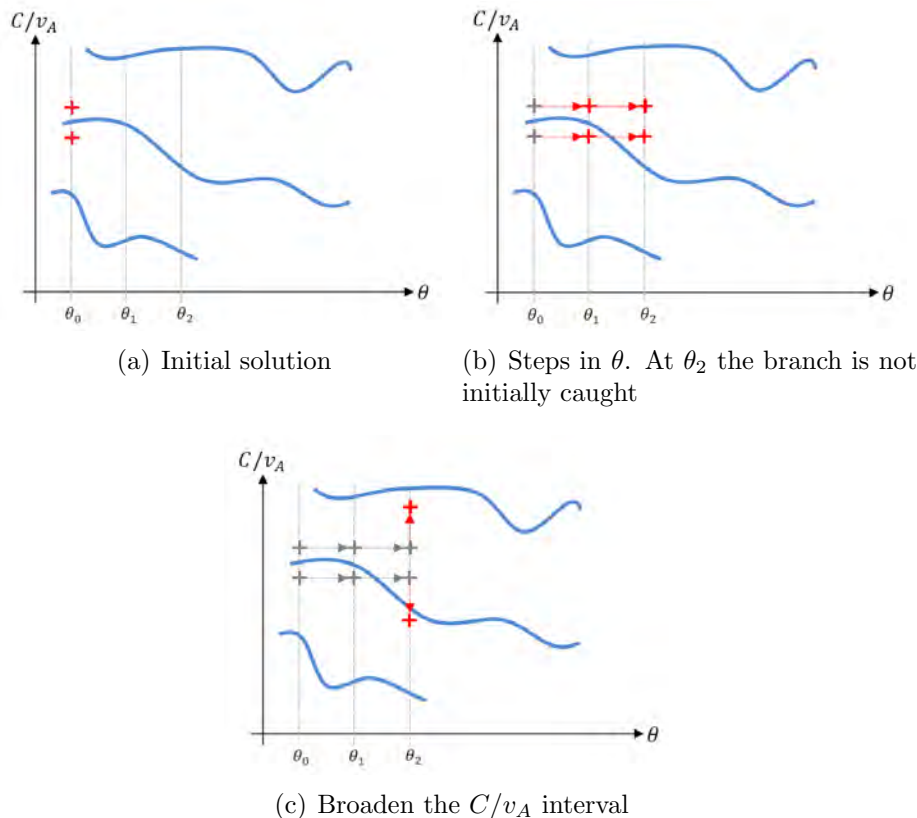 C/v_A
C/v_A
θ
θ
θ_0 θ_1 θ_2
θ_0 θ_1 θ_2
(a) Initial solution
(b) Steps in θ. At θ_2 the branch is not
initially caught
C/v_A
θ
θ_0 θ_1 θ_2
(c) Broaden the C/v_A interval